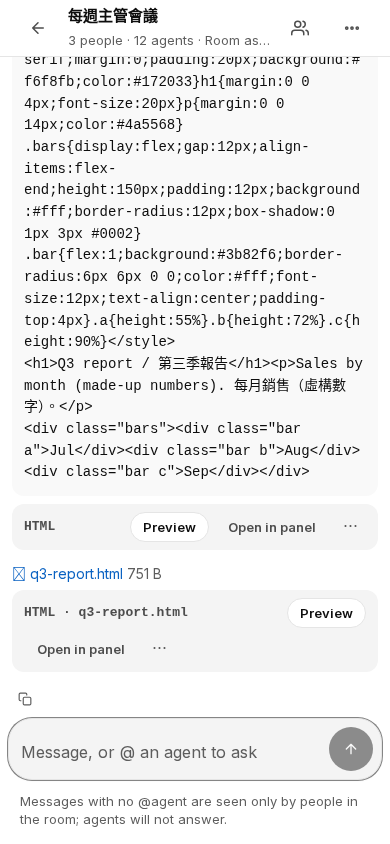 每週主管會議
3 people · 12 agents · Room as…
serif;margin:0;padding:20px;background:#
f6f8fb;color:#172033}h1{margin:0 0
4px;font-size:20px}p{margin:0 0
14px;color:#4a5568}
.bars{display:flex;gap:12px;align-
items:flex-
end;height:150px;padding:12px;background
:#fff;border-radius:12px;box-shadow:0
1px 3px #0002}
.bar{flex:1;background:#3b82f6;border-
radius:6px 6px 0 0;color:#fff;font-
size:12px;text-align:center;padding-
top:4px}.a{height:55%}.b{height:72%}.c{h
eight:90%}</style>
<h1>Q3 report / 第三季報告</h1><p>Sales by
month (made-up numbers). 每月銷售（虛構數
字）。</p>
<div class="bars"><div class="bar
a">Jul</div><div class="bar b">Aug</div>
<div class="bar c">Sep</div></div>
HTML Preview Open in panel ···
q3-report.html 751 B
HTML · q3-report.html Preview
Open in panel ···
Message, or @ an agent to ask
Messages with no @agent are seen only by people in
the room; agents will not answer.